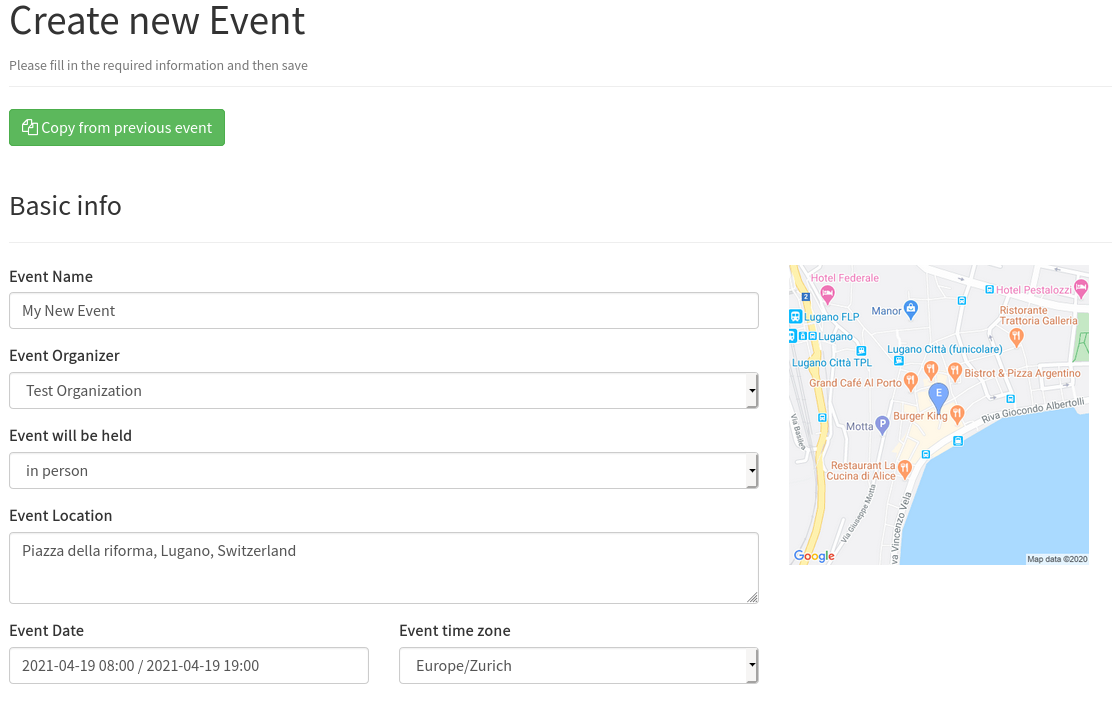 Create new Event
Please fill in the required information and then save
Copy from previous event
Basic info
Event Name
My New Event
Event Organizer
Test Organization
Event will be held
in person
Event Location
Piazza della riforma, Lugano, Switzerland
Event Date
Event time zone
2021-04-19 08:00 / 2021-04-19 19:00
Europe/Zurich
Hotel Federale
2
Hotel Pestalozzi
Manor
Lugano FLP
Ristorante
Trattoria Galleria
Lugano
Lugano Città (funicolare)
Lugano Città TPL
Bistrot & Pizza Argentino
Grand Café Al Porto
E
Burger King
Riva Giocondo Albertolli
Via Basilea
Motta
P
Restaurant La
Cucina di Alice
Via Giuseppe Motta
va Vincenzo Vela
Google
Map data ©2020